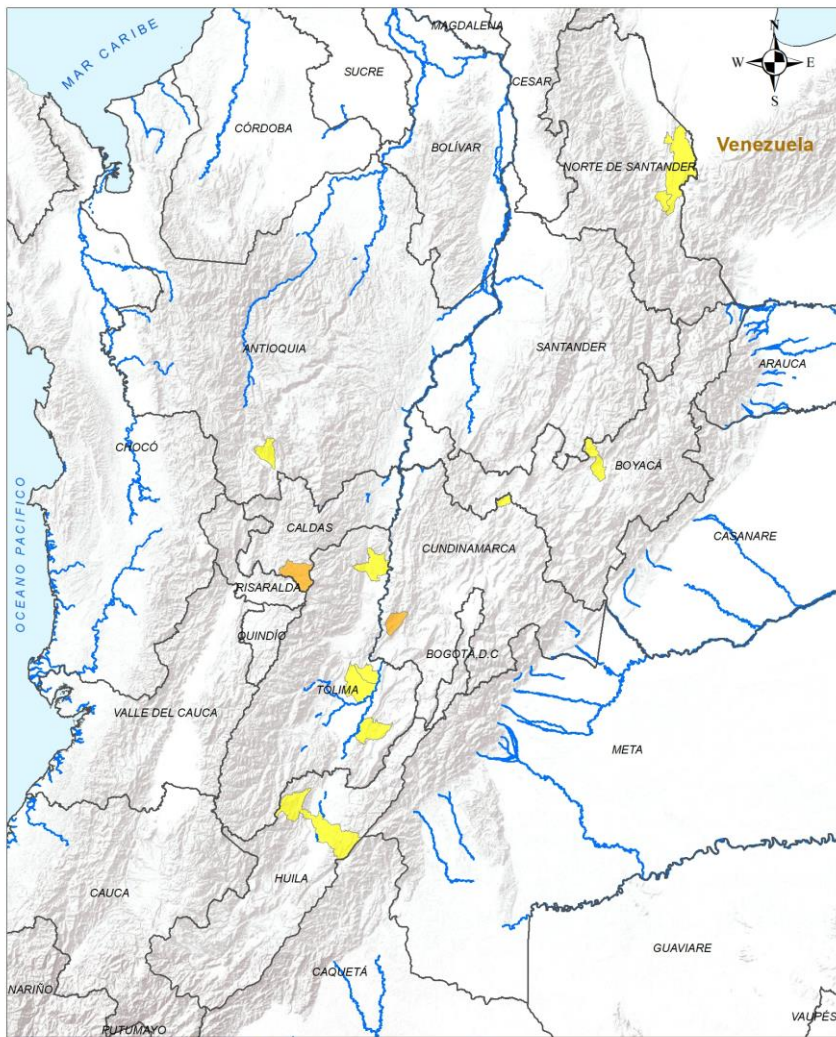 MAGDALENA
N
MAR CARIBE
W
E
SUCRE
CESAR
S
CÓRDOBA
BOLÍVAR
Venezuela
NORTE DE SANTANDER
ANTIOQUIA
SANTANDER
ARAUCA
CHOCÓ
BOYACÁ
OCEANO PACIFICO
CALDAS
CASANARE
CUNDINAMARCA
RISARALDA
QUINDÍO
BOGOTÁ, D.C
TOLIMA
VALLE DEL CAUCA
META
HUILA
CAUCA
GUAVIARE
CAQUETÁ
NARIÑO
VAUPÉS
PUTUMAYO